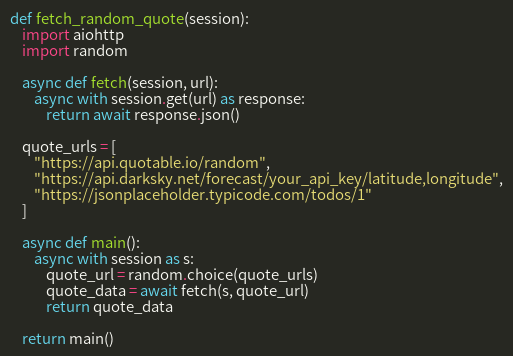 def fetch_random_quote(session):
    import aiohttp
    import random

    async def fetch(session, url):
        async with session.get(url) as response:
            return await response.json()

    quote_urls = [
        "https://api.quotable.io/random",
        "https://api.darksky.net/forecast/your_api_key/latitude,longitude",
        "https://jsonplaceholder.typicode.com/todos/1"
    ]

    async def main():
        async with session as s:
            quote_url = random.choice(quote_urls)
            quote_data = await fetch(s, quote_url)
            return quote_data

    return main()